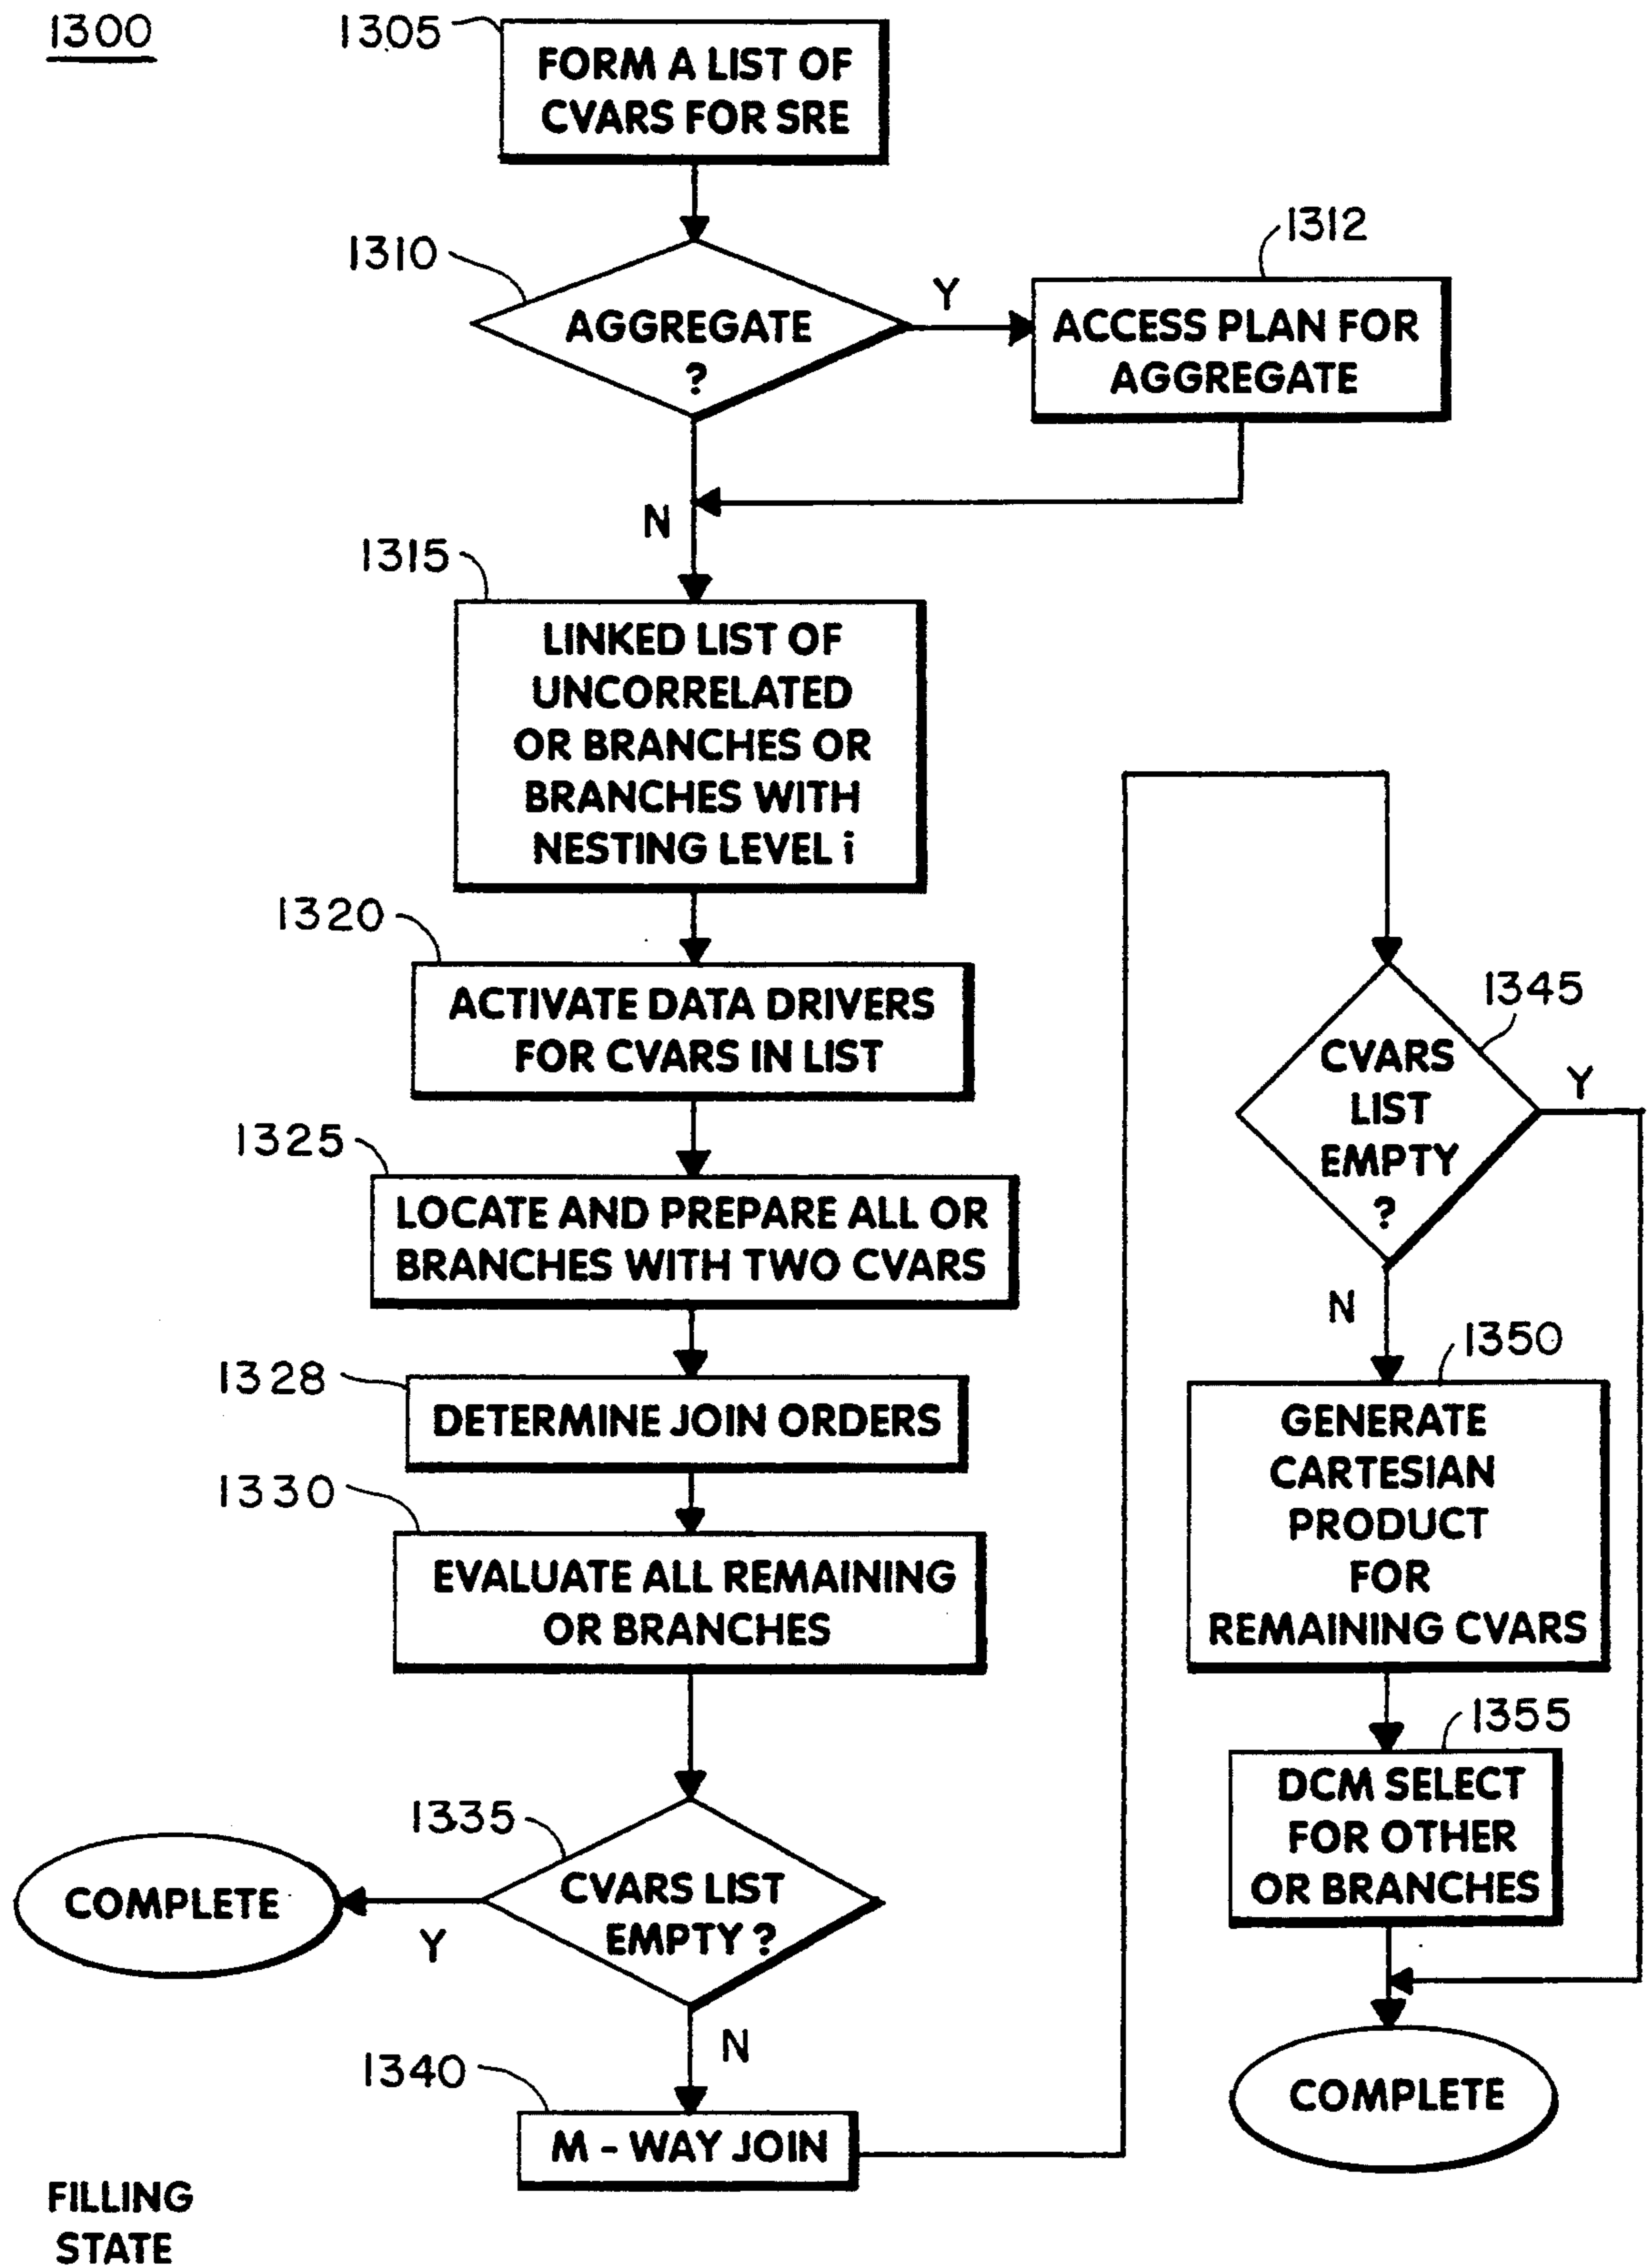 1300
1305
FORM A LIST OF
CVARS FOR SRE
1310
AGGREGATE
?
Y
1312
ACCESS PLAN FOR
AGGREGATE
N
1315
LINKED LIST OF
UNCORRELATED
OR BRANCHES OR
BRANCHES WITH
NESTING LEVEL i
1320
ACTIVATE DATA DRIVERS
FOR CVARS IN LIST
1325
LOCATE AND PREPARE ALL OR
BRANCHES WITH TWO CVARS
1328
DETERMINE JOIN ORDERS
1330
EVALUATE ALL REMAINING
OR BRANCHES
1335
CVARS LIST
EMPTY ?
Y
COMPLETE
N
1340
M - WAY JOIN
1345
CVARS
LIST
EMPTY
?
Y
N
1350
GENERATE
CARTESIAN
PRODUCT
FOR
REMAINING CVARS
1355
DCM SELECT
FOR OTHER
OR BRANCHES
COMPLETE
FILLING
STATE